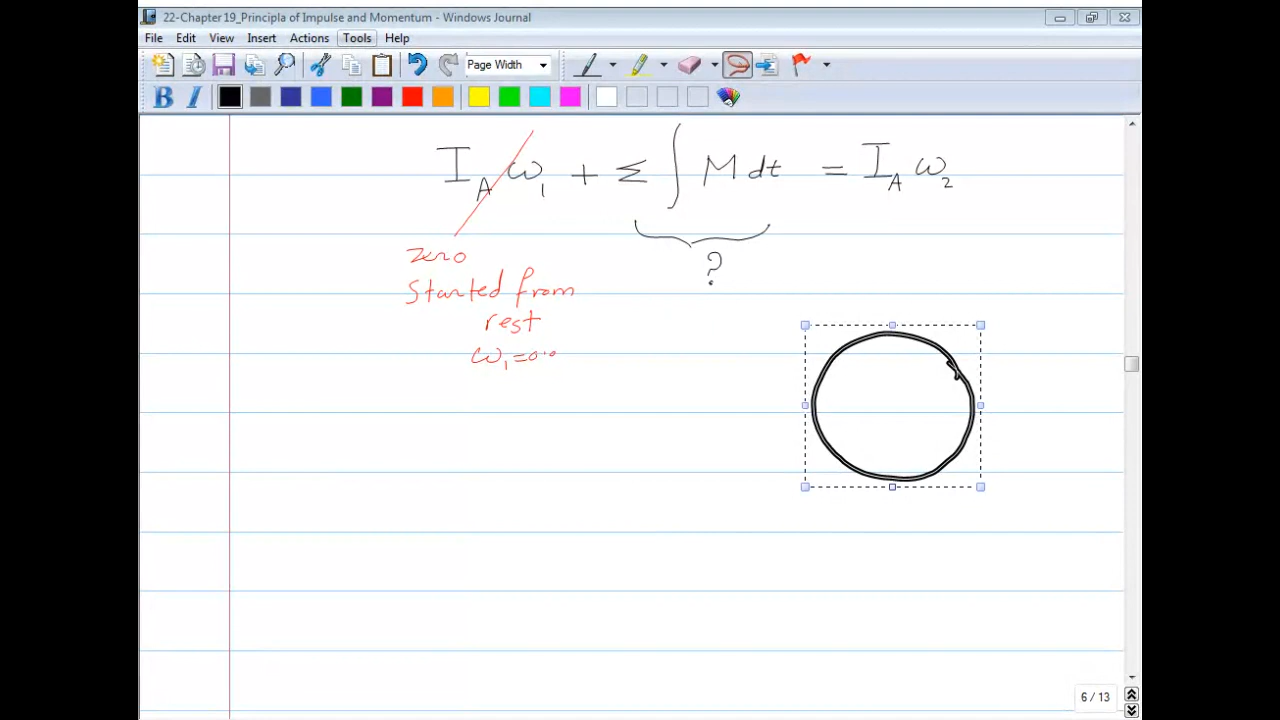 22-Chapter 19_Principla of Impulse and Momentum - Windows Journal
File Edit View Insert Actions Tools Help
Page Width
B I
I_A ω_1 + Σ ∫ M dt = I_A ω_2
zero
?
Started from
rest
ω_1 = 0.0
6 / 13